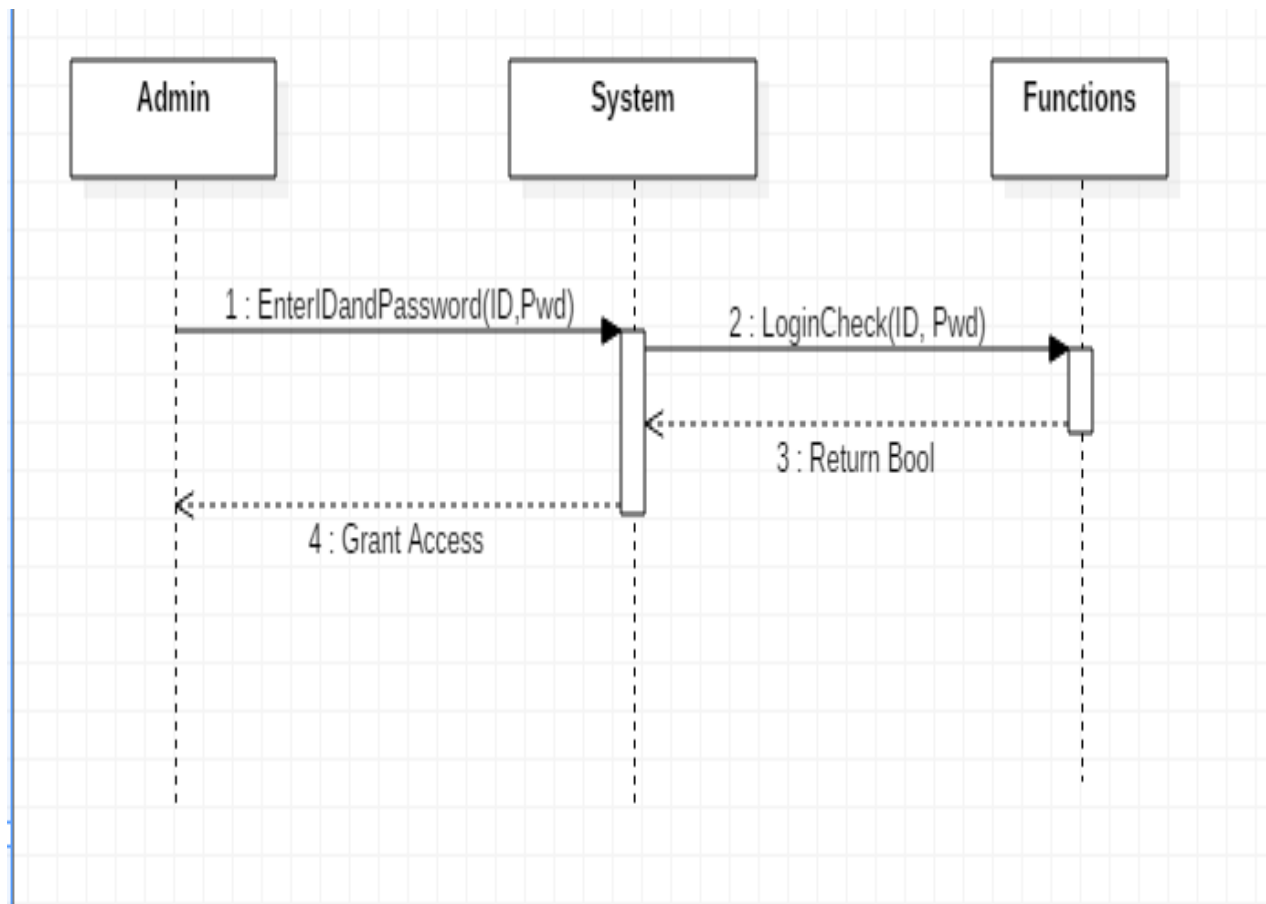 Admin
System
Functions
1 : EnterIDandPassword(ID,Pwd)
2 : LoginCheck(ID, Pwd)
3 : Return Bool
4 : Grant Access